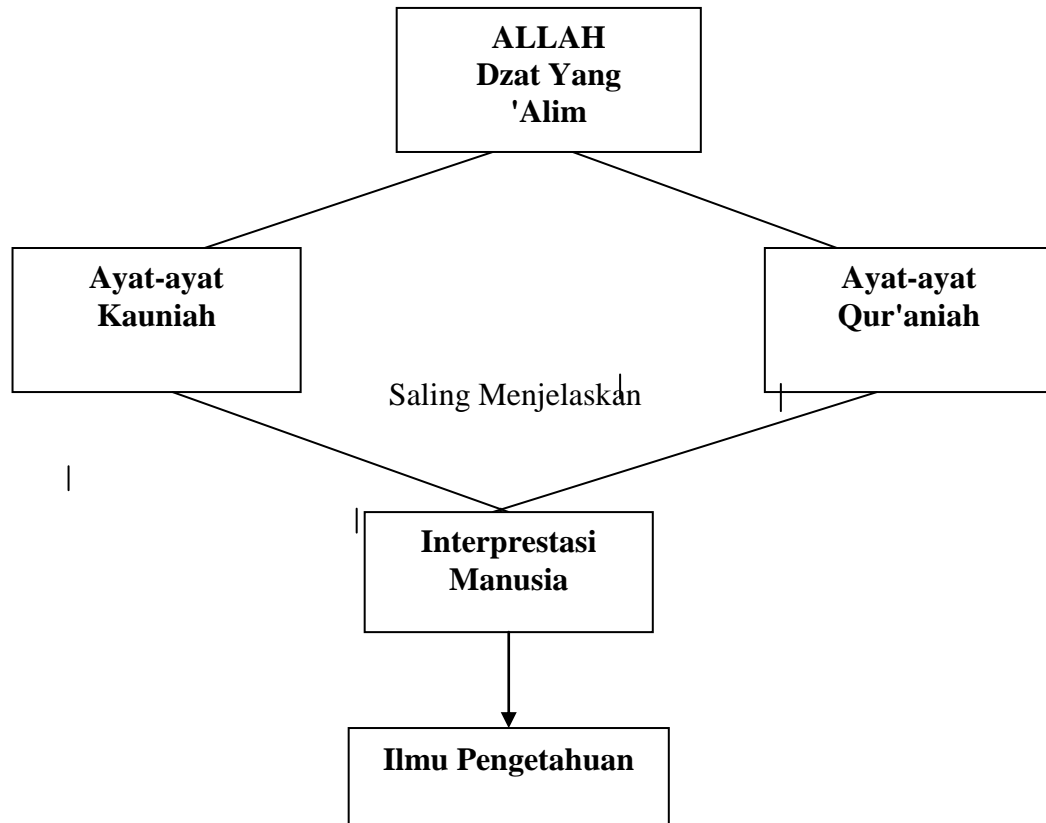 ALLAH
Dzat Yang
'Alim
Ayat-ayat
Kauniah
Ayat-ayat
Qur'aniah
Saling Menjelaskan
Interprestasi
Manusia
Ilmu Pengetahuan